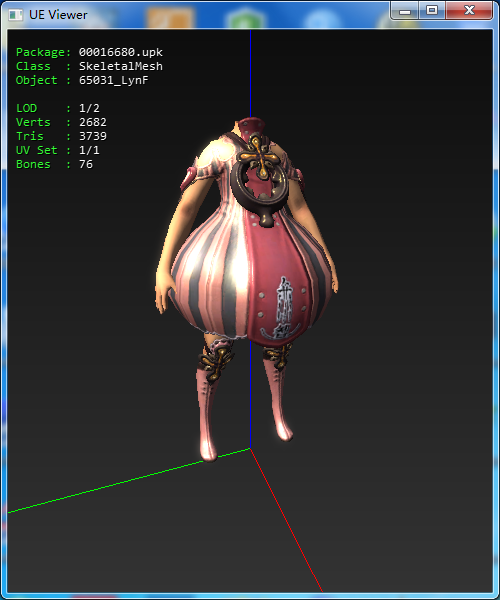 UE Viewer
Package: 00016680.upk
Class : SkeletalMesh
Object : 65031_LynF
LOD : 1/2
Verts : 2682
Tris : 3739
UV Set : 1/1
Bones : 76